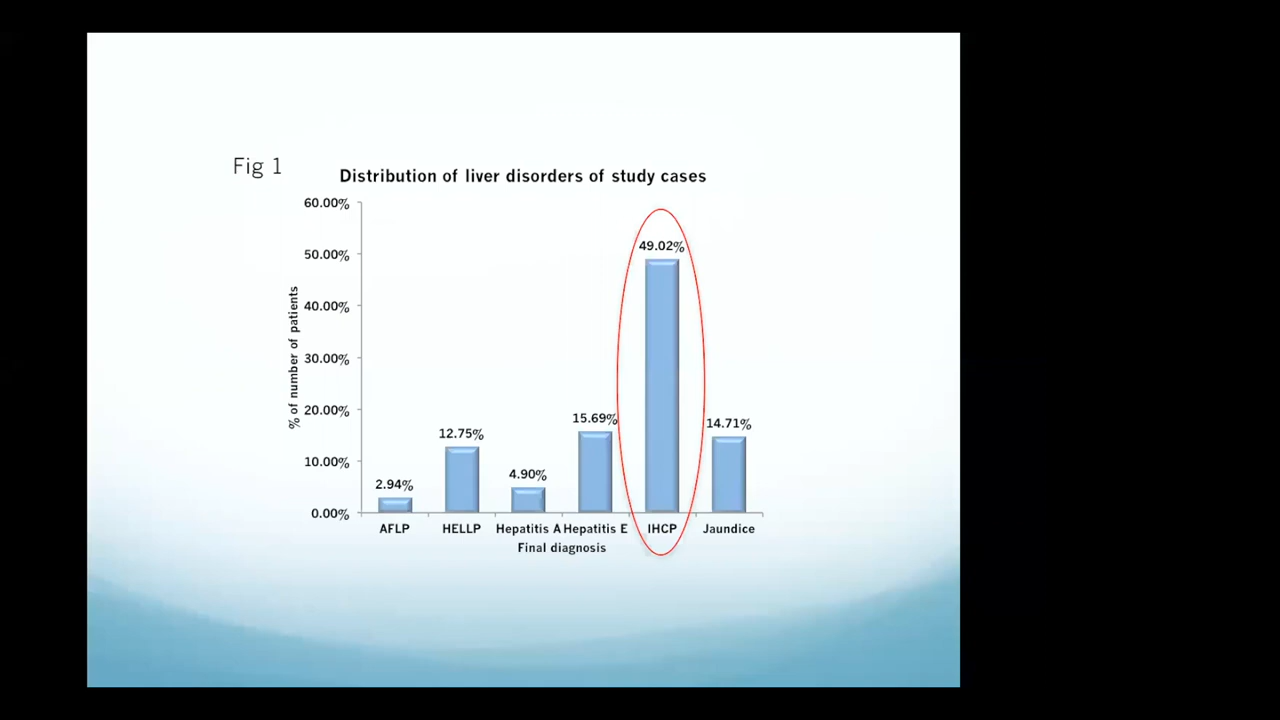 Fig 1
Distribution of liver disorders of study cases
% of number of patients
60.00%
50.00%
40.00%
30.00%
20.00%
10.00%
0.00%
2.94%
12.75%
4.90%
15.69%
49.02%
14.71%
AFLP HELLP Hepatitis A Hepatitis E IHCP Jaundice
Final diagnosis